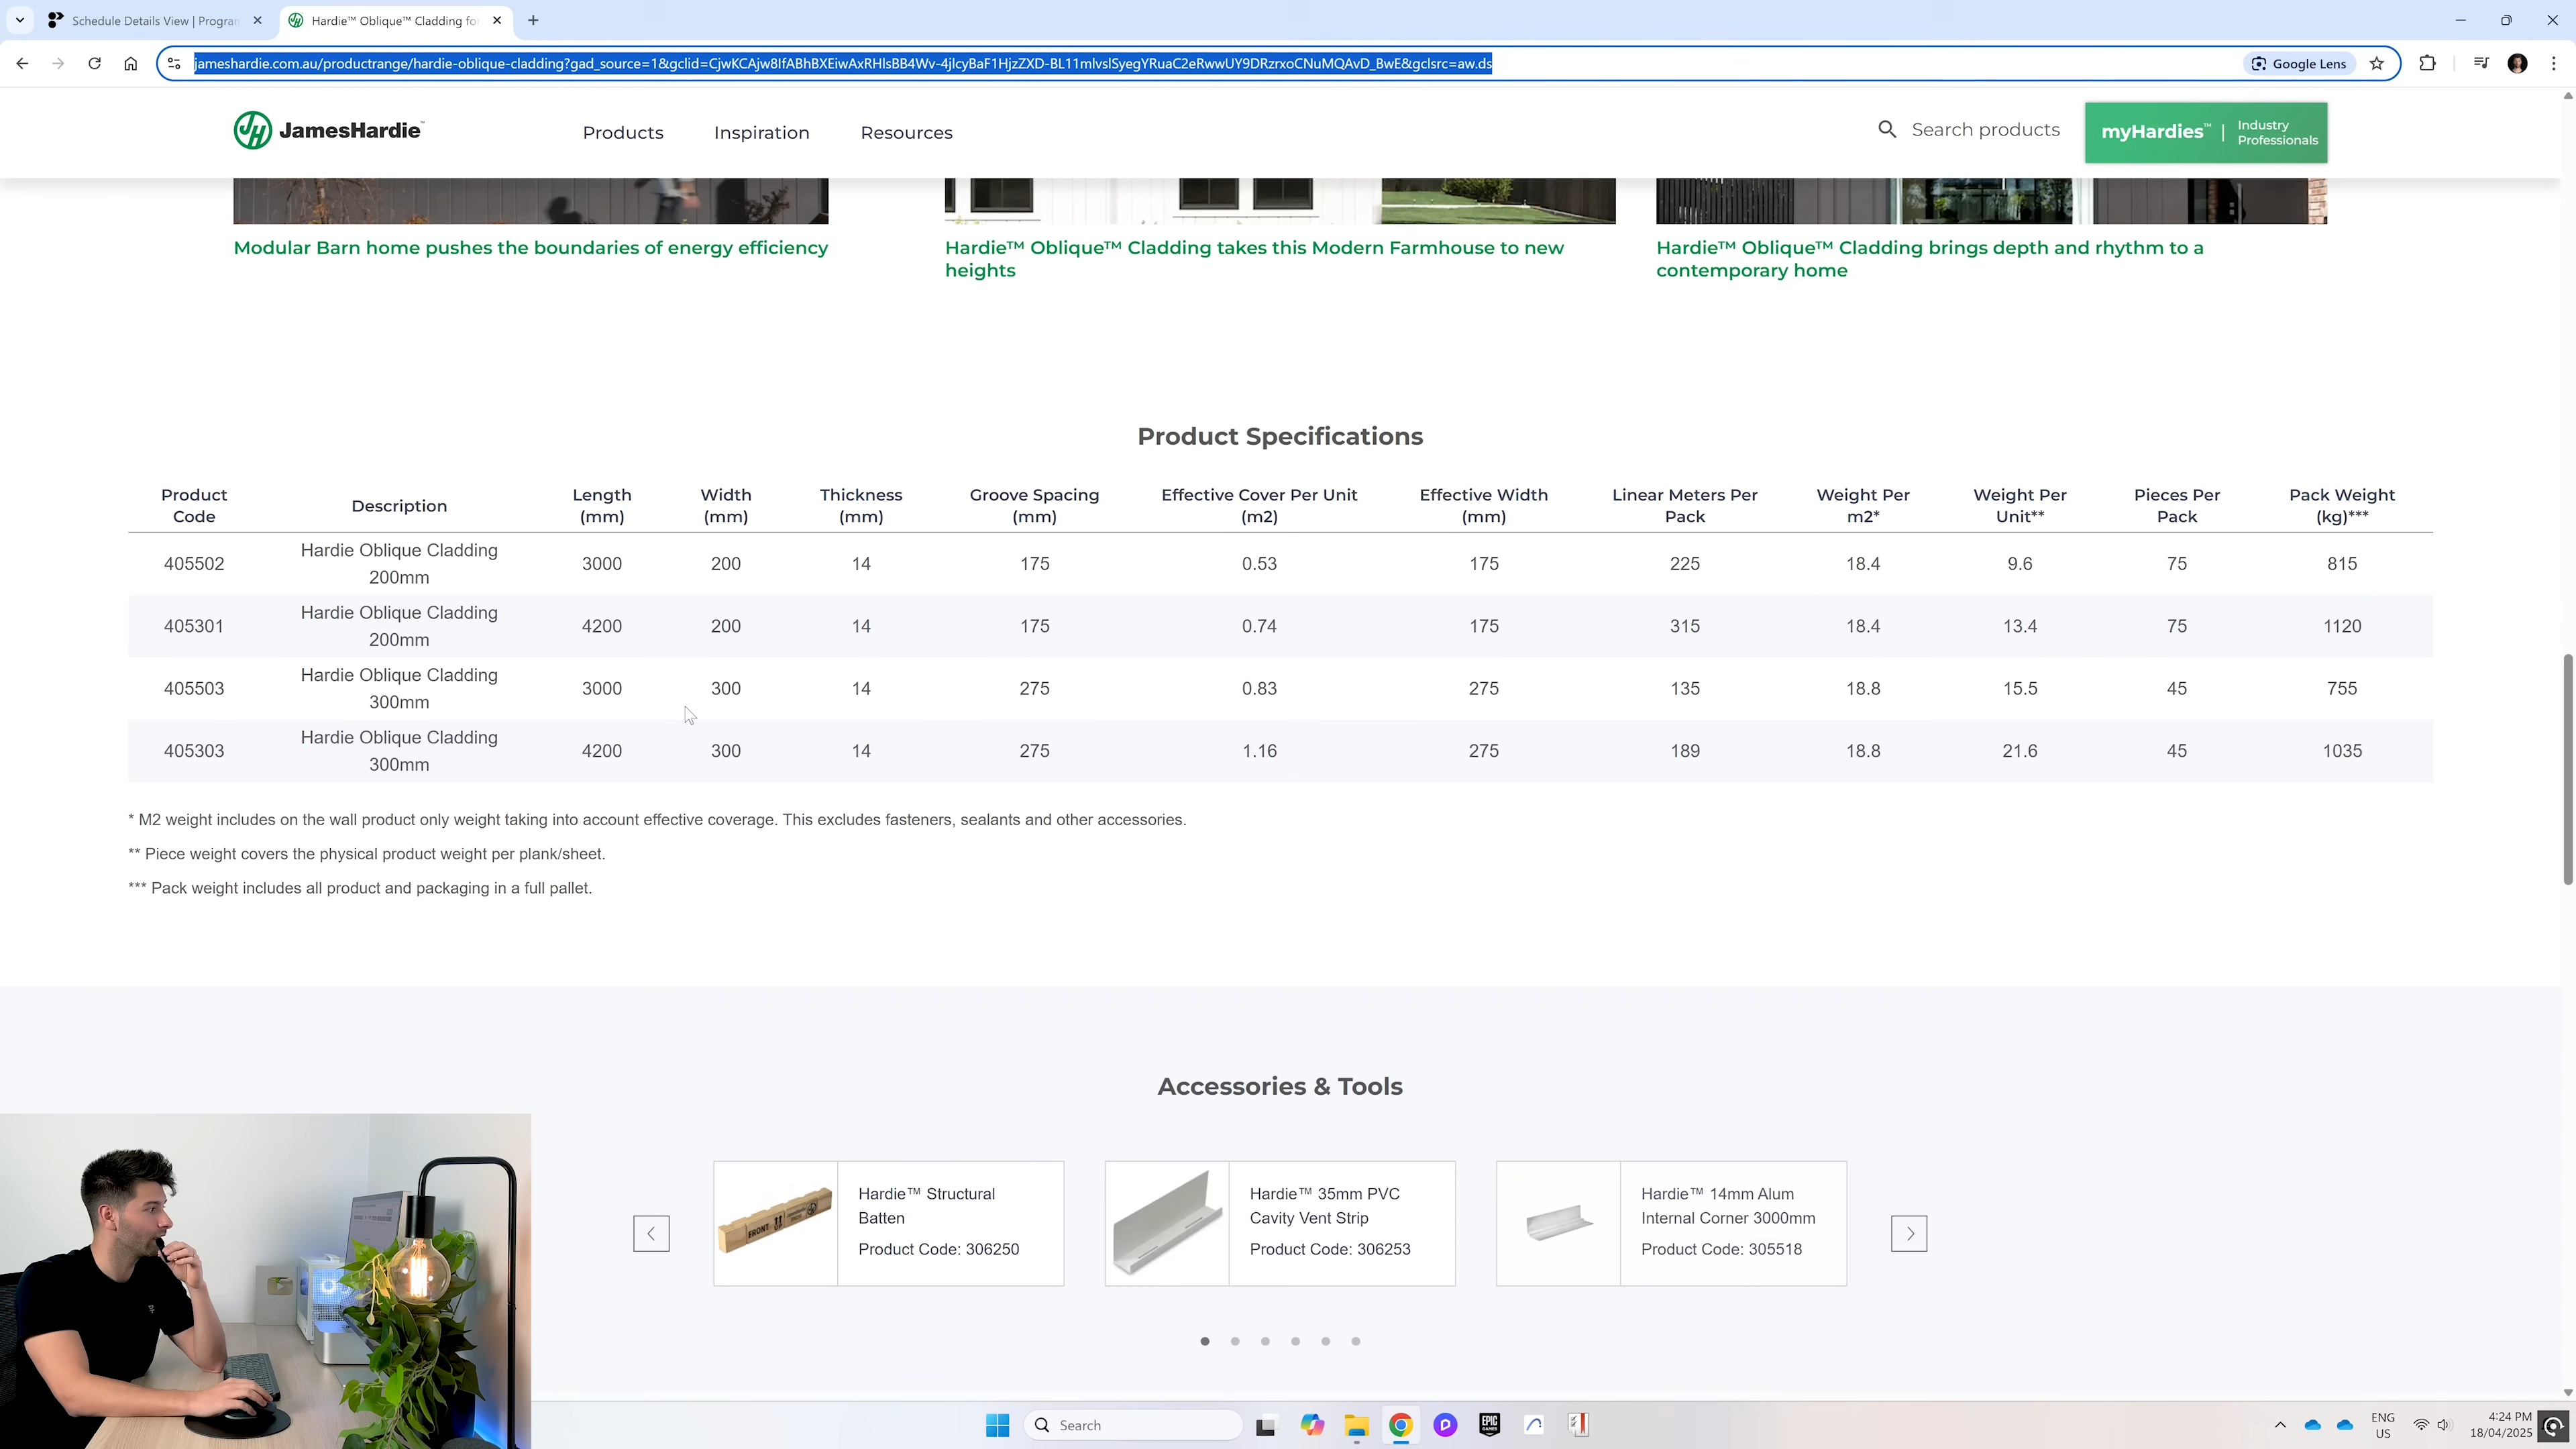 Schedule Details View | Progran
Hardie™ Oblique™ Cladding fo
jameshardie.com.au/productrange/hardie-oblique-cladding?gad_source=1&gclid=CjwKCAjw8IfABhBXEiwAxRHlsBB4Wv-4jlcyBaF1HjzZXD-BL11mlvslSyegYRuaC2eRwwUY9DRzrxoCNuMQAvD_BwE&gclsrc=aw.ds
Google Lens
JamesHardie™
Products
Inspiration
Resources
Search products
myHardies™ | Industry Professionals
Modular Barn home pushes the boundaries of energy efficiency
Hardie™ Oblique™ Cladding takes this Modern Farmhouse to new
heights
Hardie™ Oblique™ Cladding brings depth and rhythm to a
contemporary home
Product Specifications
Product Code Description Length (mm) Width (mm) Thickness (mm) Groove Spacing (mm) Effective Cover Per Unit (m2) Effective Width (mm) Linear Meters Per Pack Weight Per m2* Weight Per Unit** Pieces Per Pack Pack Weight (kg)***
405502 Hardie Oblique Cladding 200mm 3000 200 14 175 0.53 175 225 18.4 9.6 75 815
405301 Hardie Oblique Cladding 200mm 4200 200 14 175 0.74 175 315 18.4 13.4 75 1120
405503 Hardie Oblique Cladding 300mm 3000 300 14 275 0.83 275 135 18.8 15.5 45 755
405303 Hardie Oblique Cladding 300mm 4200 300 14 275 1.16 275 189 18.8 21.6 45 1035
* M2 weight includes on the wall product only weight taking into account effective coverage. This excludes fasteners, sealants and other accessories.
** Piece weight covers the physical product weight per plank/sheet.
*** Pack weight includes all product and packaging in a full pallet.
Accessories & Tools
FRONT UP
Hardie™ Structural
Batten
Product Code: 306250
Hardie™ 35mm PVC
Cavity Vent Strip
Product Code: 306253
Hardie™ 14mm Alum
Internal Corner 3000mm
Product Code: 305518
Search
EPIC GAMES
ENG
US
4:24 PM
18/04/2025